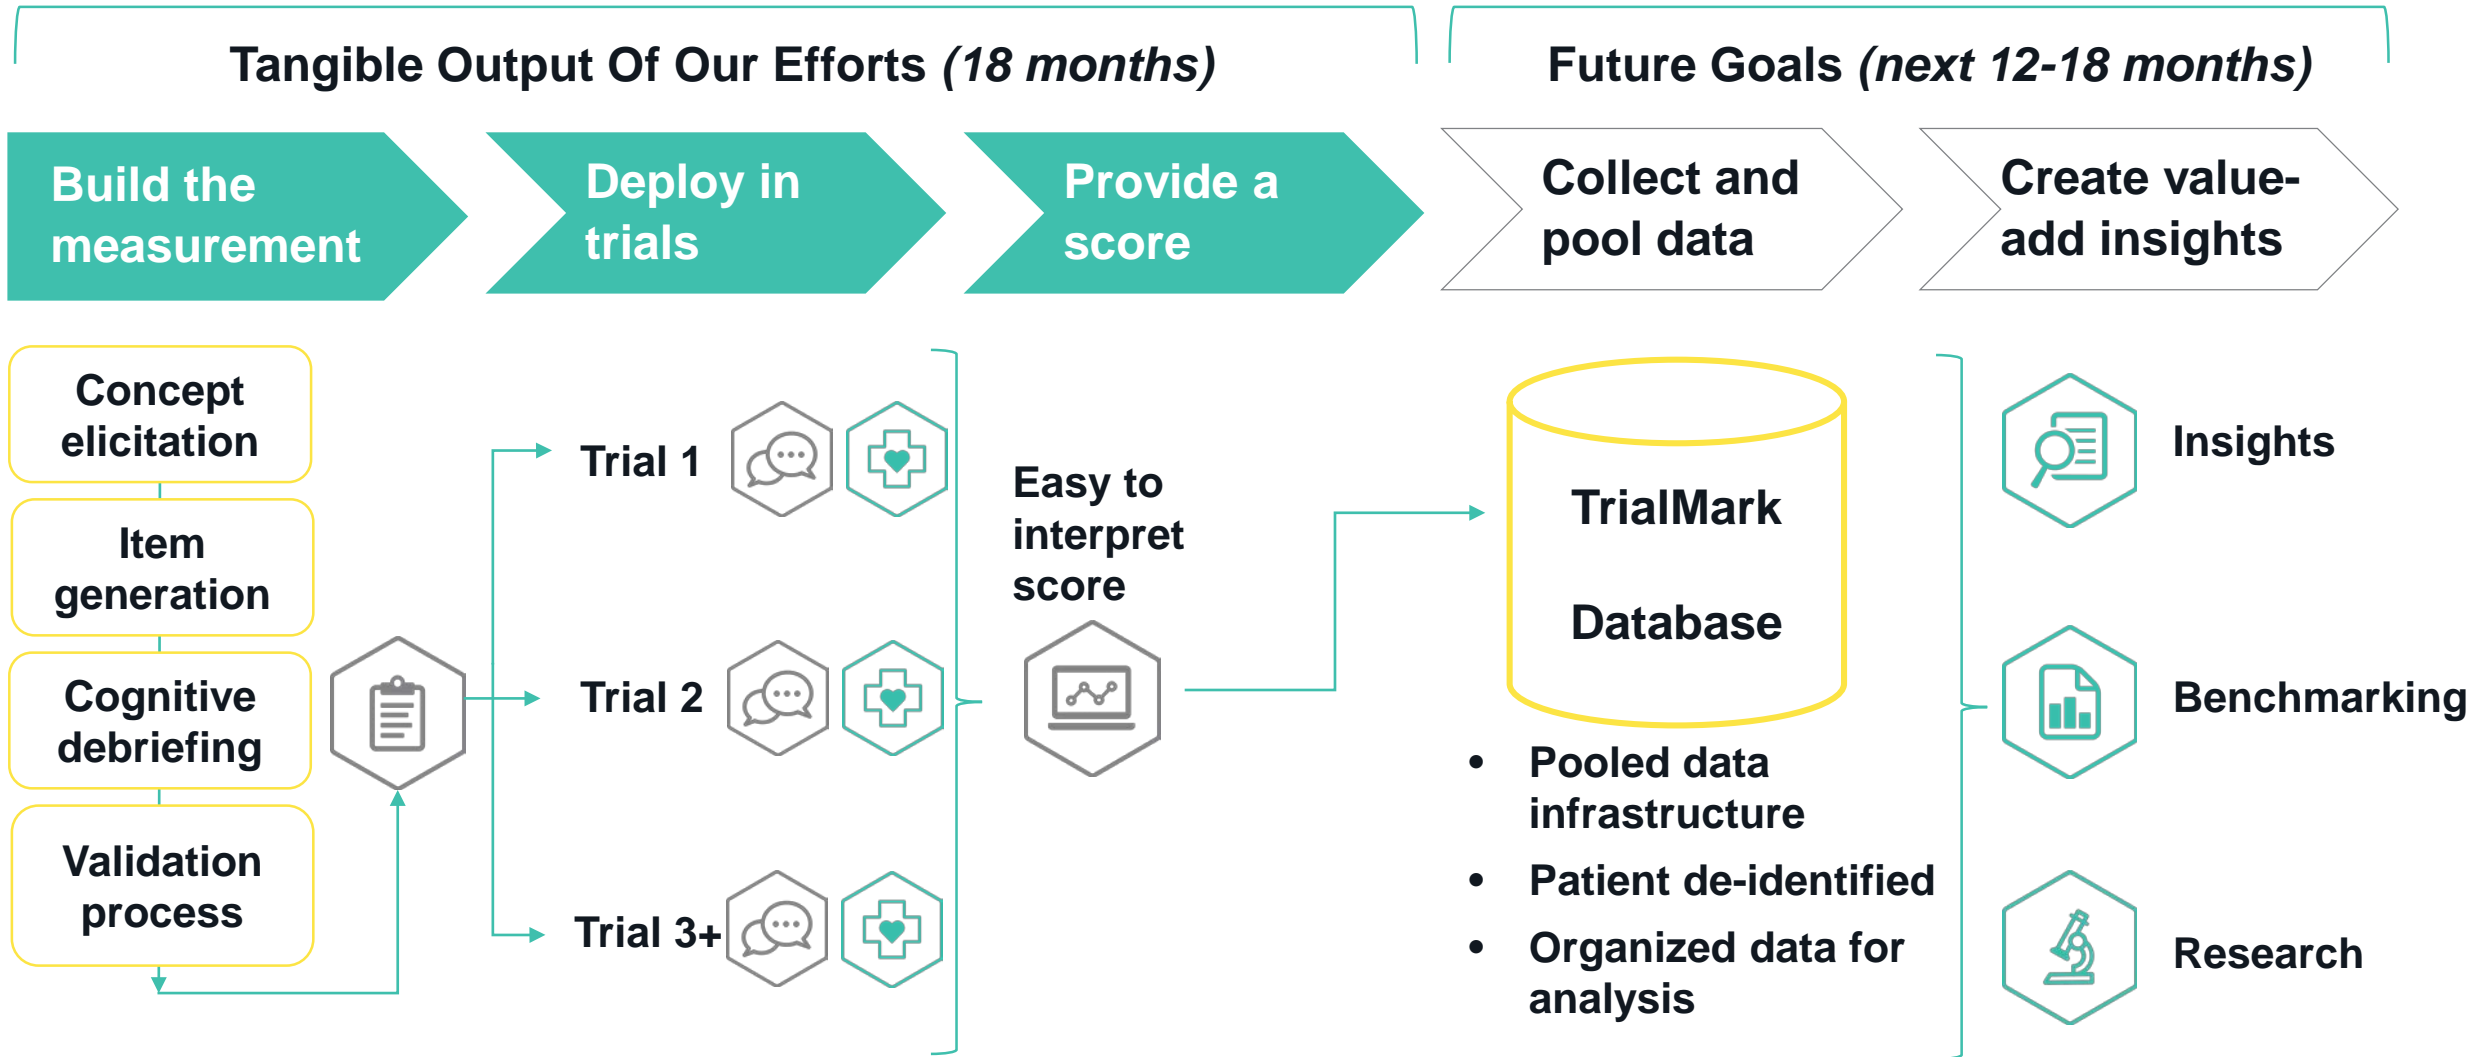 Tangible Output Of Our Efforts (18 months)
Future Goals (next 12-18 months)
Build the
measurement
Deploy in
trials
Provide a
score
Collect and
pool data
Create value-
add insights
Concept
elicitation
Item
generation
Cognitive
debriefing
Validation
process
Trial 1
Trial 2
Trial 3+
Easy to
interpret
score
TrialMark
Database
• Pooled data
infrastructure
• Patient de-identified
• Organized data for
analysis
Insights
Benchmarking
Research